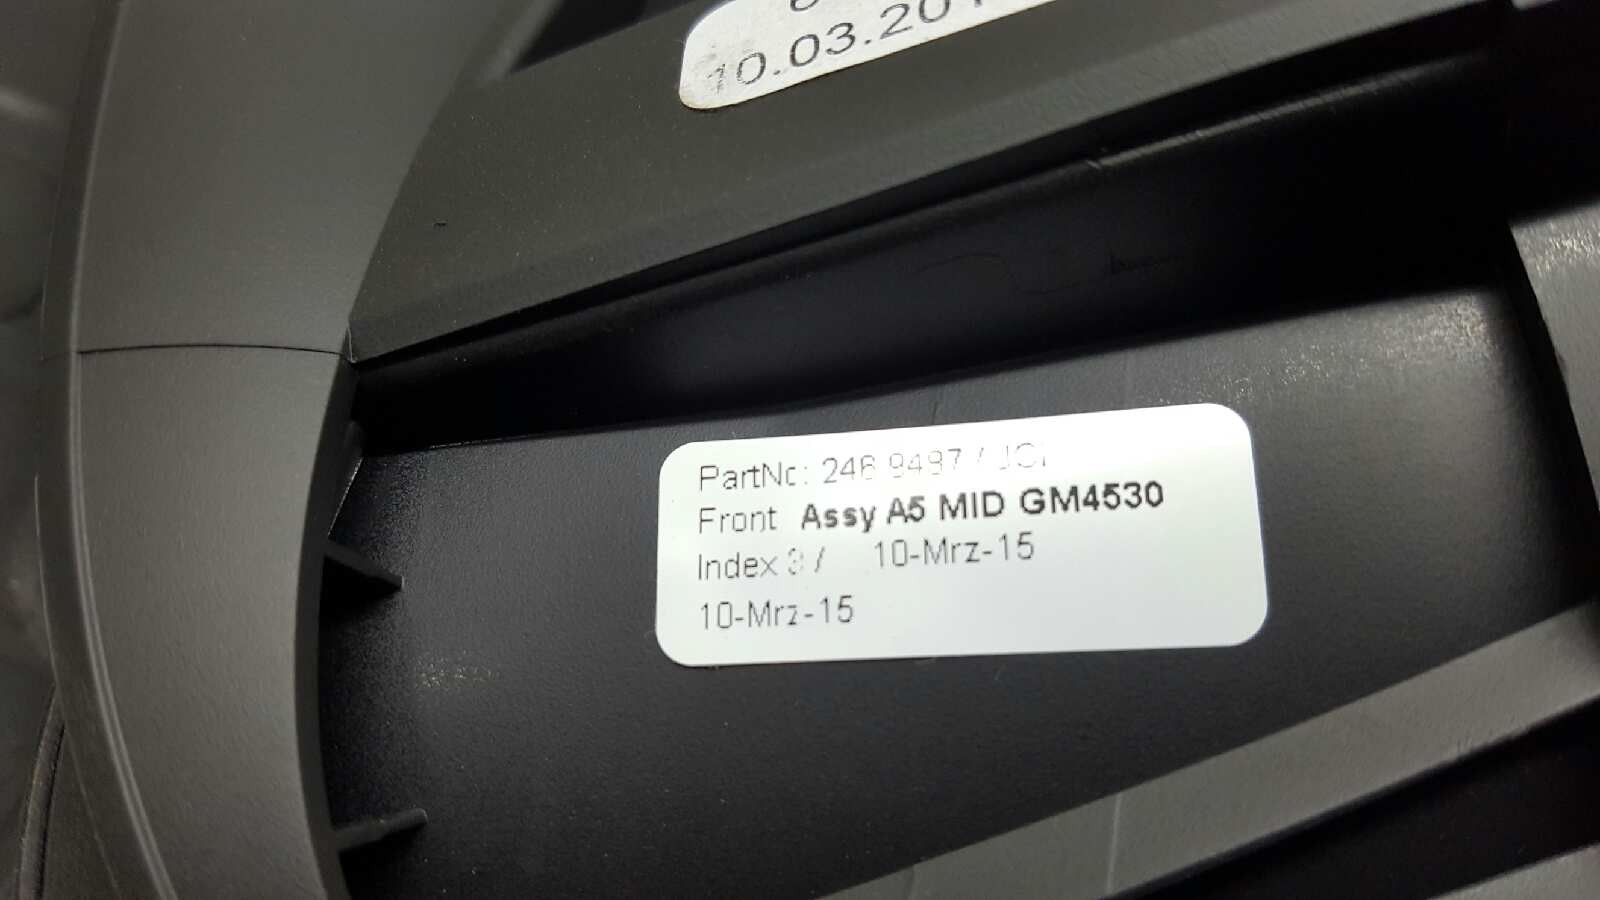 10.03.201
PartNo: 246 9497 / JCI
Front Assy A5 MID GM4530
Index 3 / 10-Mrz-15
10-Mrz-15